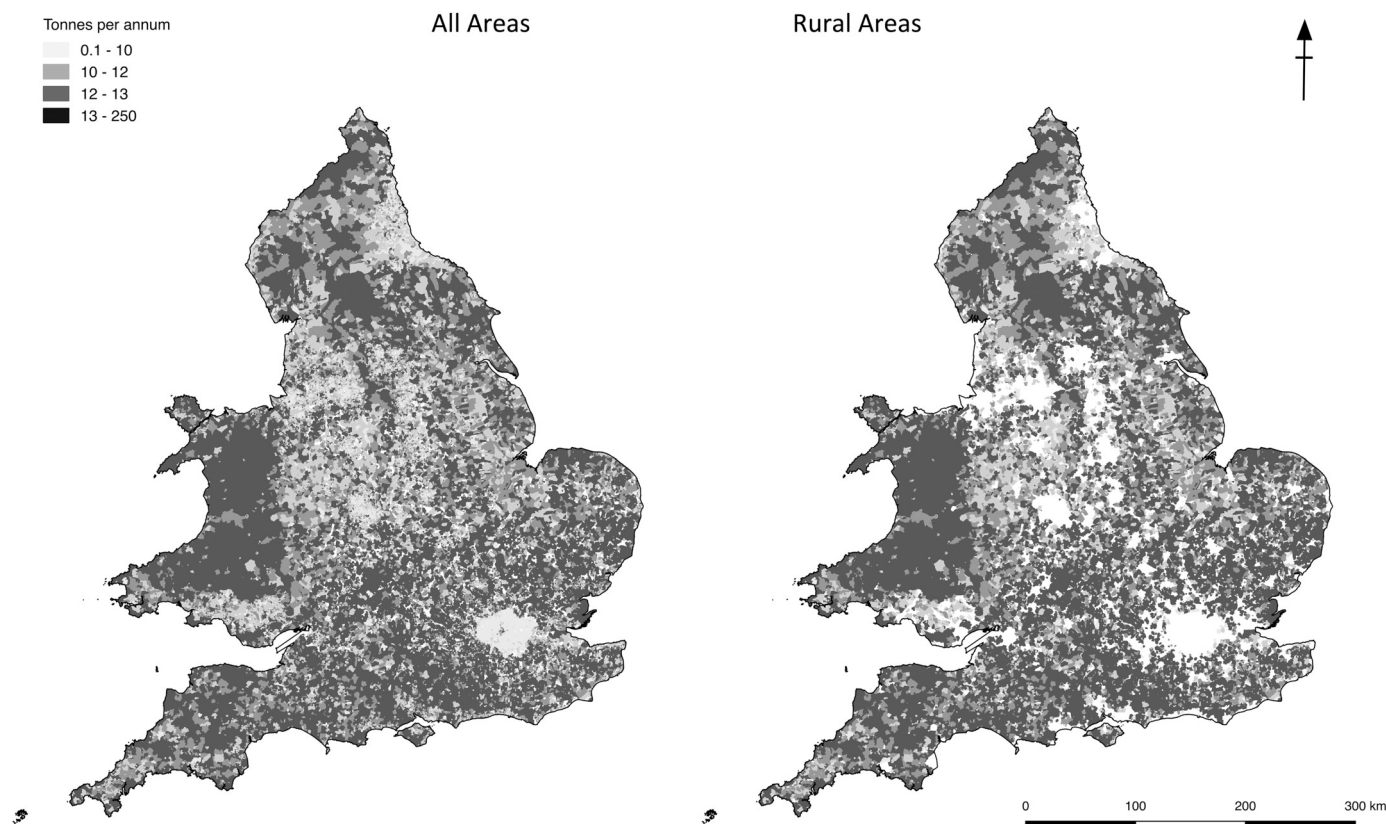 All Areas
Rural Areas
Tonnes per annum
0.1 - 10
10 - 12
12 - 13
13 - 250
0 100 200 300 km